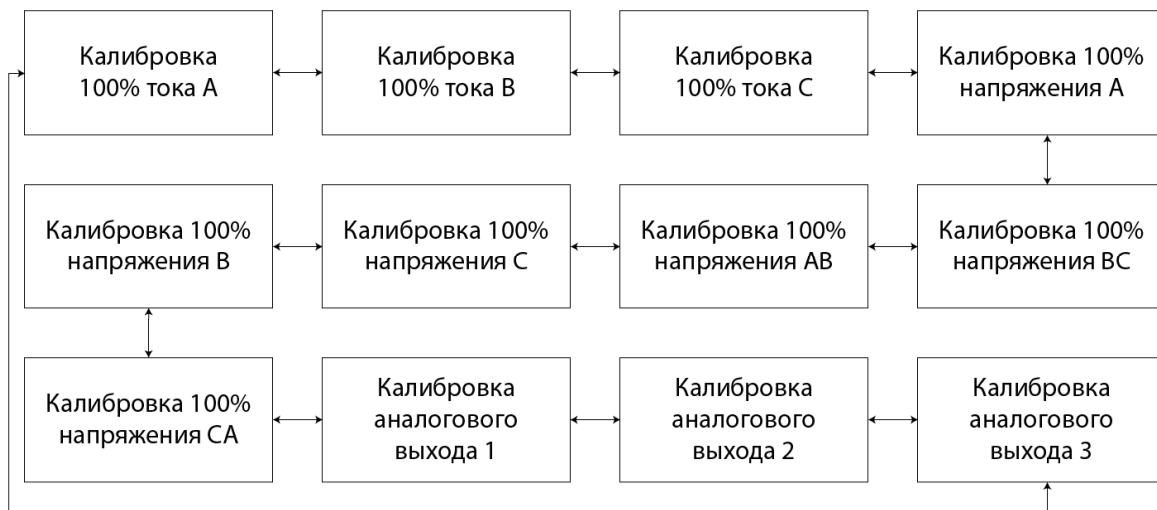 Калибровка
100% тока A
Калибровка
100% тока B
Калибровка
100% тока C
Калибровка 100%
напряжения A
Калибровка 100%
напряжения B
Калибровка 100%
напряжения C
Калибровка 100%
напряжения AB
Калибровка 100%
напряжения BC
Калибровка 100%
напряжения CA
Калибровка
аналогового
выхода 1
Калибровка
аналогового
выхода 2
Калибровка
аналогового
выхода 3